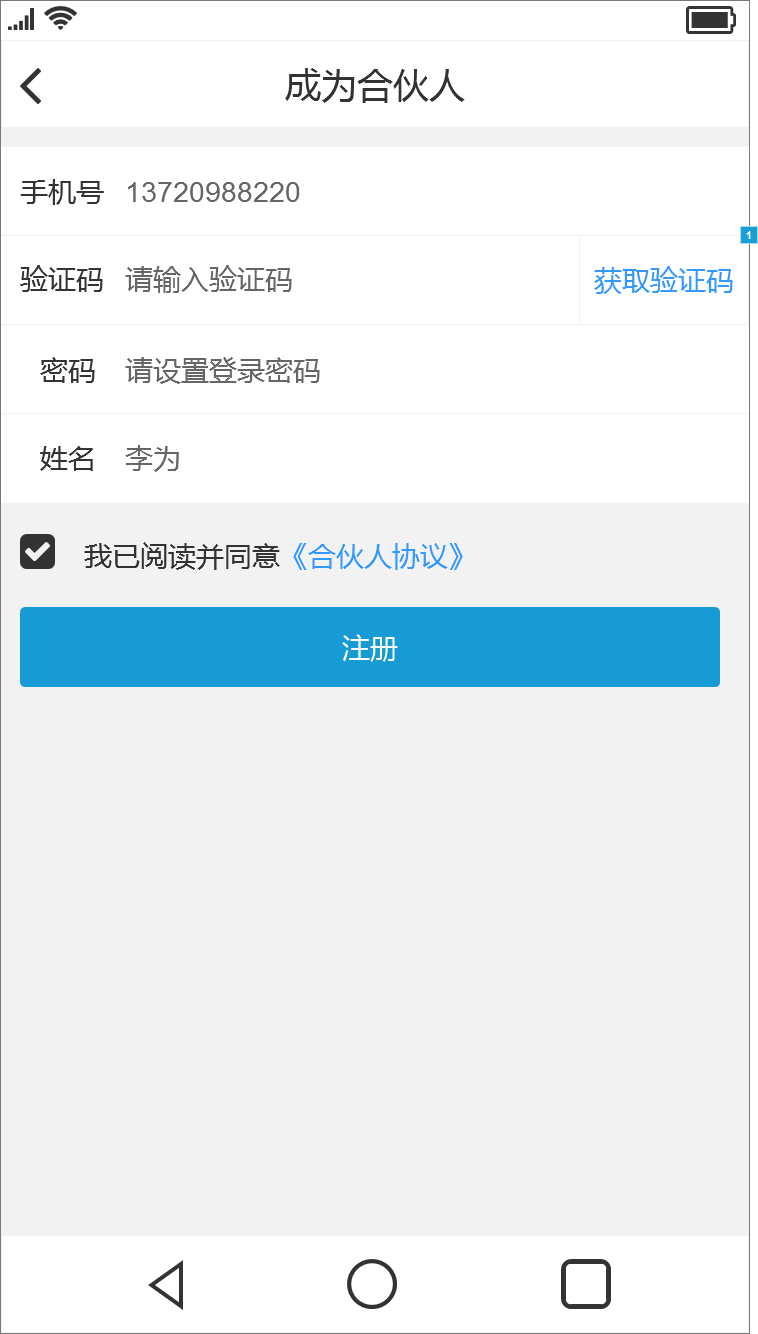 成为合伙人
手机号 13720988220
1
验证码 请输入验证码 获取验证码
密码 请设置登录密码
姓名 李为
我已阅读并同意《合伙人协议》
注册